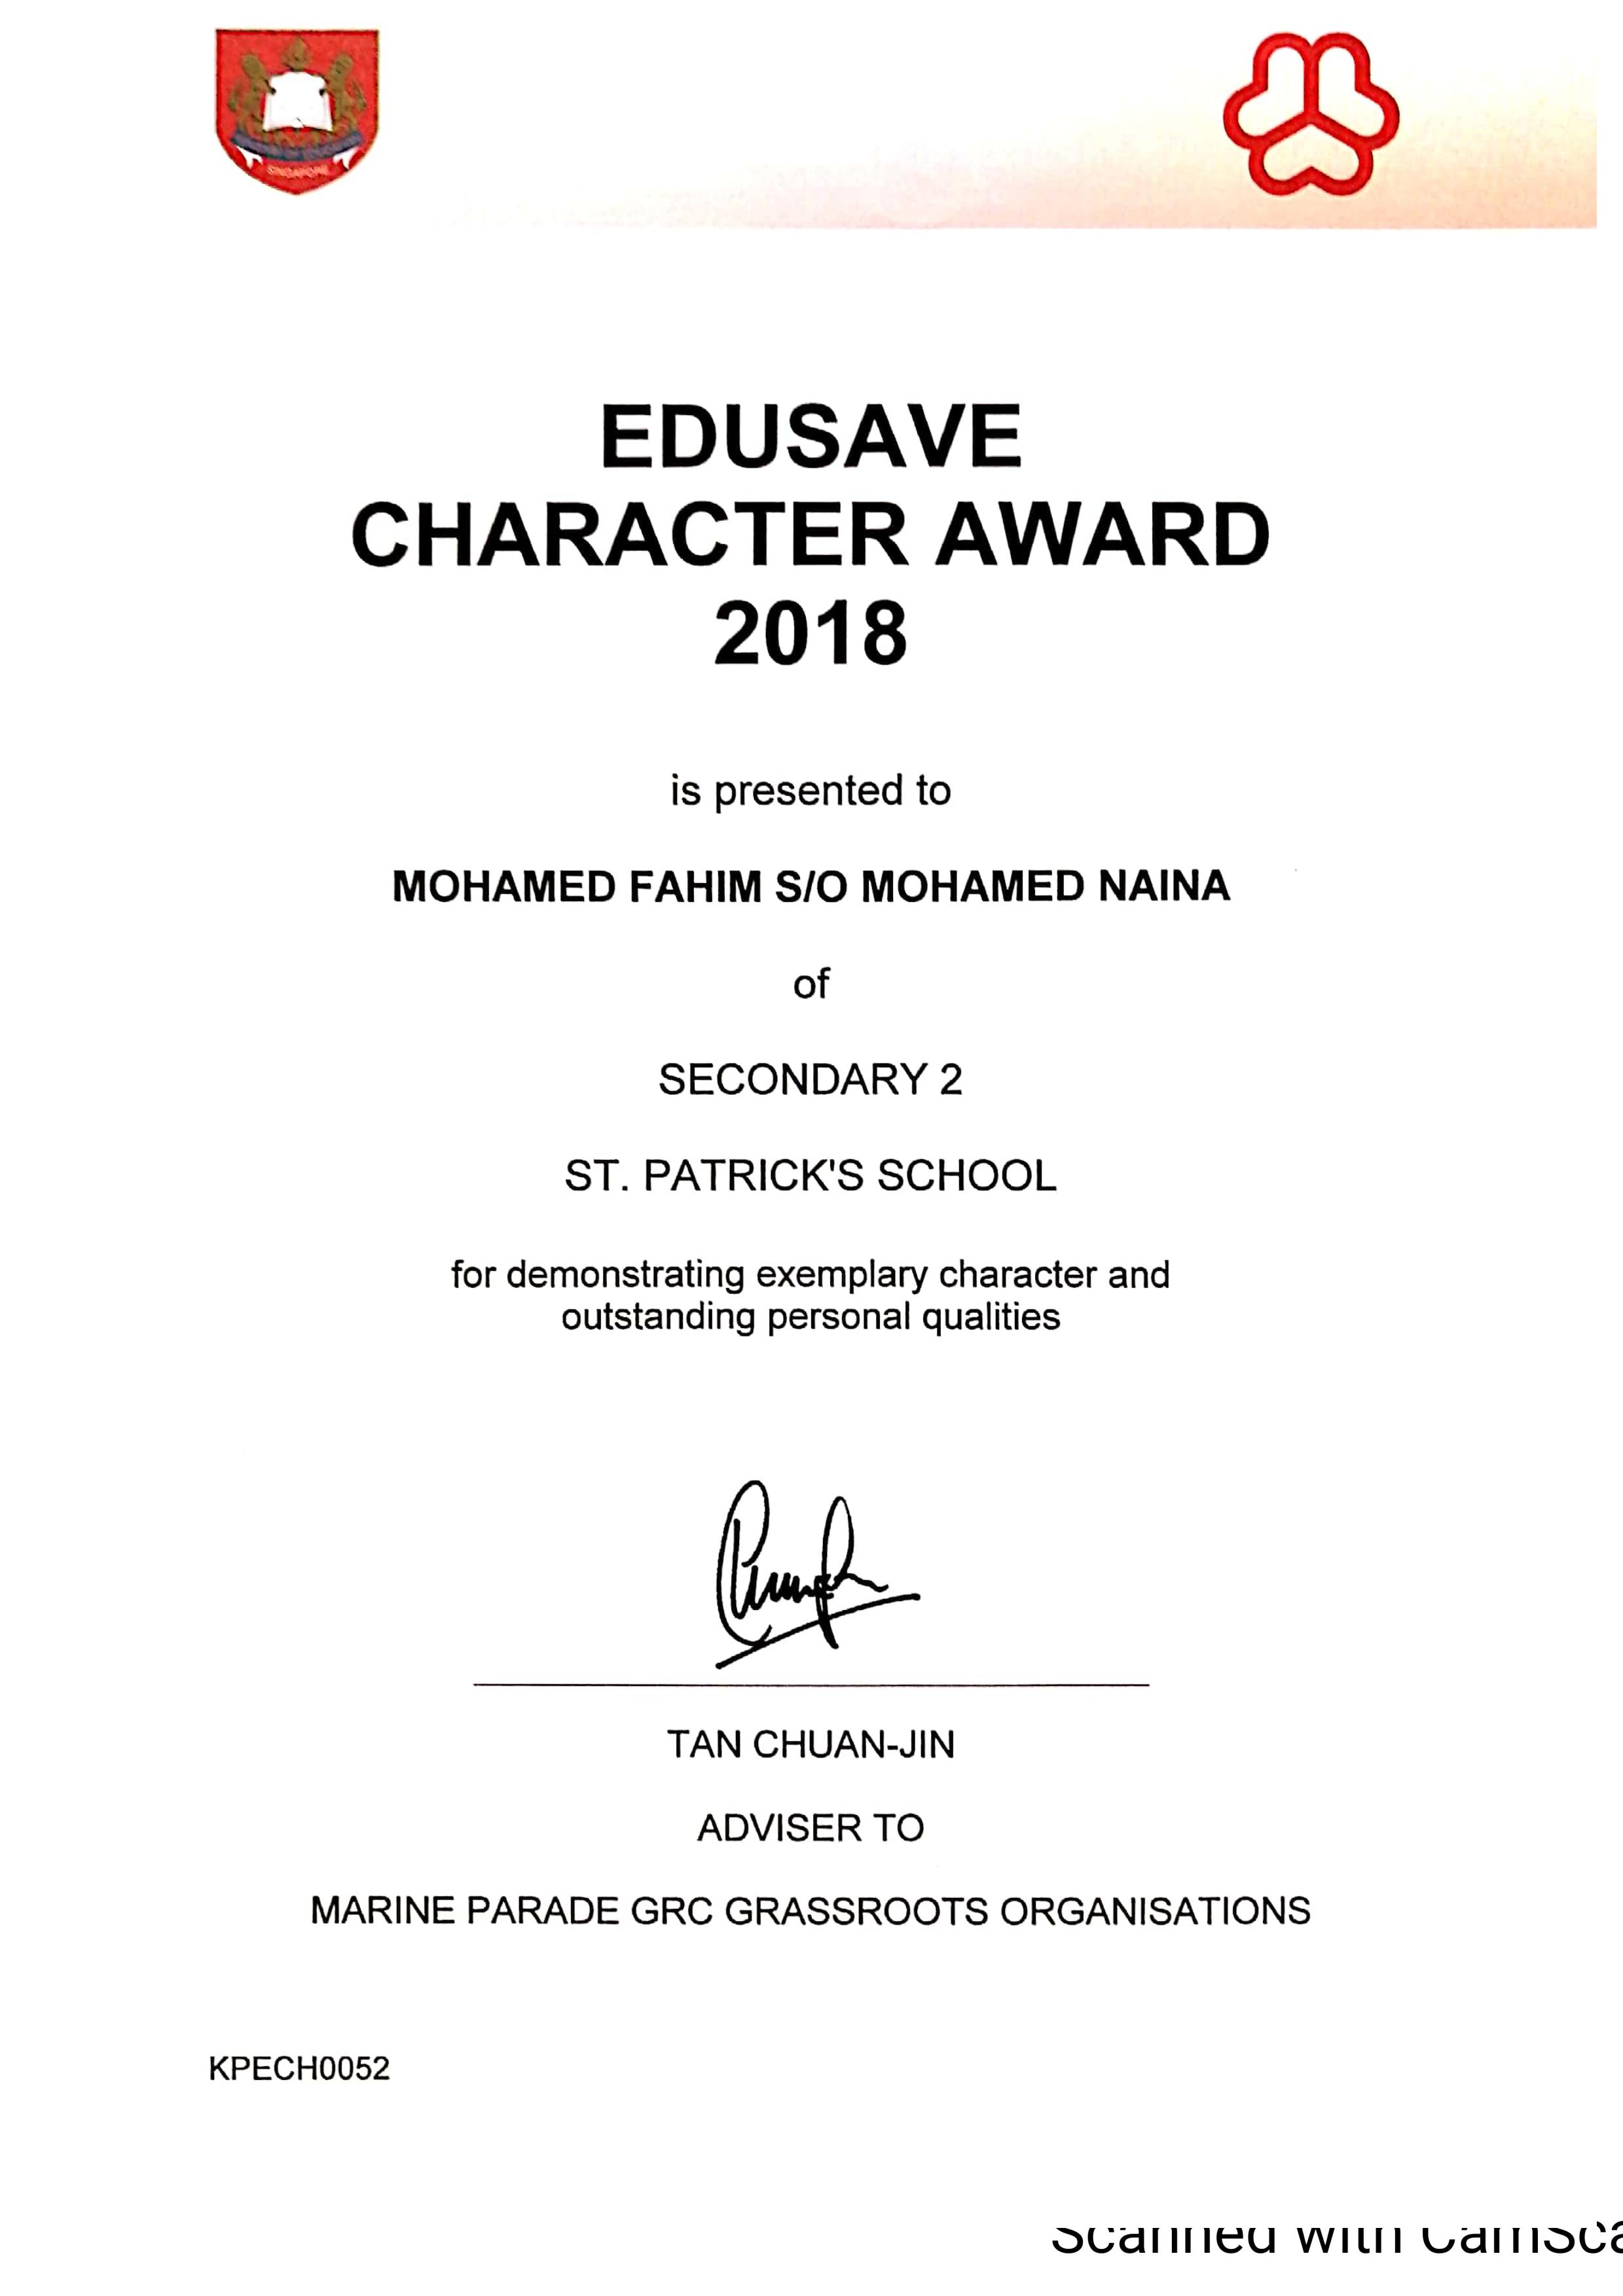 SINGAPORE
EDUSAVE
CHARACTER AWARD
2018
is presented to
MOHAMED FAHIM S/O MOHAMED NAINA
of
SECONDARY 2
ST. PATRICK'S SCHOOL
for demonstrating exemplary character and
outstanding personal qualities
TAN CHUAN-JIN
ADVISER TO
MARINE PARADE GRC GRASSROOTS ORGANISATIONS
KPECH0052
Scanned with CamSca